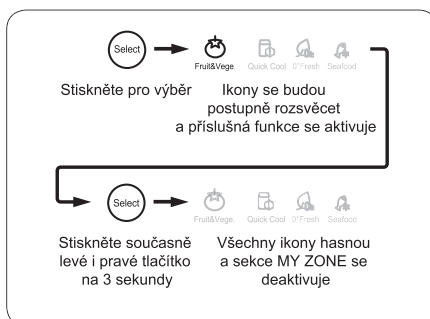 Select
Fruit&Vege. Quick Cool 0°Fresh Seafood
Stiskněte pro výběr
Ikony se budou
postupně rozsvěcet
a příslušná funkce se aktivuje
Select
Fruit&Vege. Quick Cool 0°Fresh Seafood
Stiskněte současně
levé i pravé tlačítko
na 3 sekundy
Všechny ikony hasnou
a sekce MY ZONE se
deaktivuje